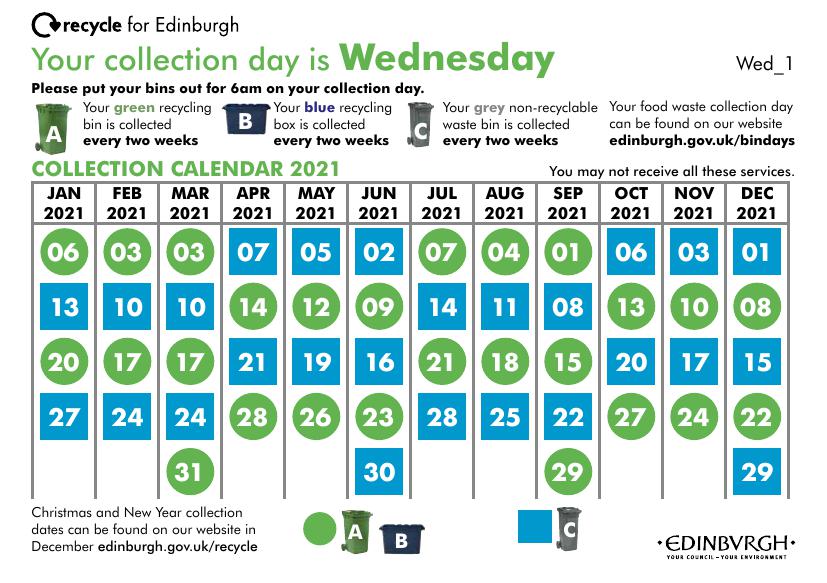 recycle for Edinburgh
Your collection day is Wednesday
Wed_1
Please put your bins out for 6am on your collection day.
A
Your green recycling
bin is collected
every two weeks
B
Your blue recycling
box is collected
every two weeks
C
Your grey non-recyclable
waste bin is collected
every two weeks
Your food waste collection day
can be found on our website
edinburgh.gov.uk/bindays
COLLECTION CALENDAR 2021
You may not receive all these services.
JAN FEB MAR APR MAY JUN JUL AUG SEP OCT NOV DEC
2021 2021 2021 2021 2021 2021 2021 2021 2021 2021 2021 2021
06 03 03 07 05 02 07 04 01 06 03 01
13 10 10 14 12 09 14 11 08 13 10 08
20 17 17 21 19 16 21 18 15 20 17 15
27 24 24 28 26 23 28 25 22 27 24 22
31 30 29 29
Christmas and New Year collection
dates can be found on our website in
December edinburgh.gov.uk/recycle
A
B
C
•EDINBVRGH•
YOUR COUNCIL – YOUR ENVIRONMENT